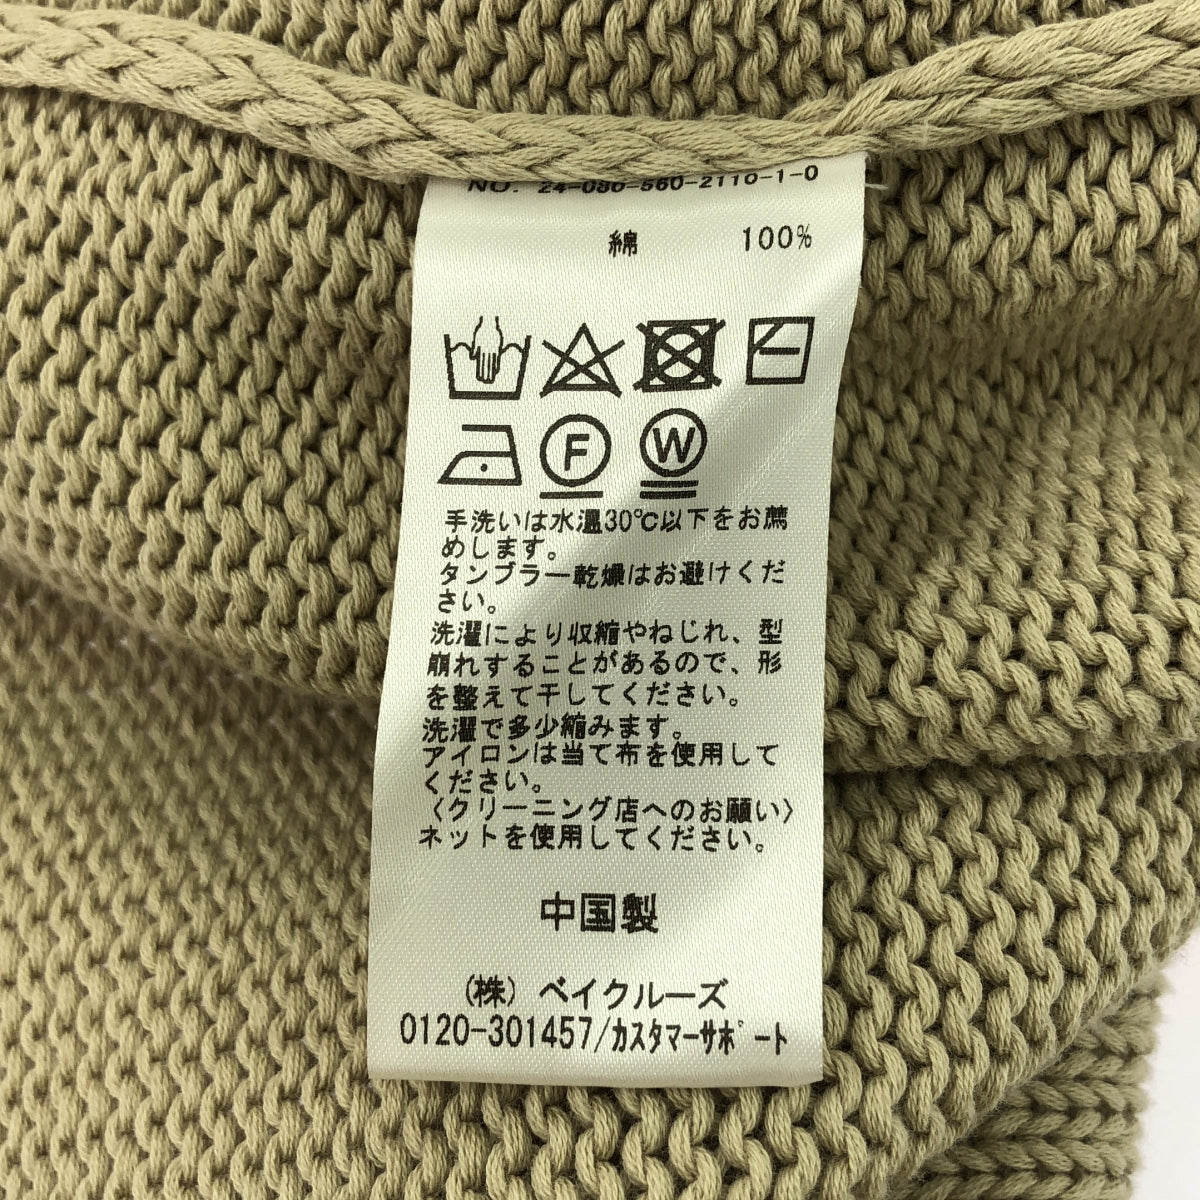 NO. 24-080-560-2110-1-0
綿 100%
F W
手洗いは水温30℃以下をお薦
めします。
タンブラー乾燥はお避けくだ
さい。
洗濯により収縮やねじれ、型
崩れすることがあるので、形
を整えて干してください。
洗濯で多少縮みます。
アイロンは当て布を使用して
ください。
〈クリーニング店へのお願い〉
ネットを使用してください。
中国製
(株) ベイクルーズ
0120-301457/カスタマーサポート